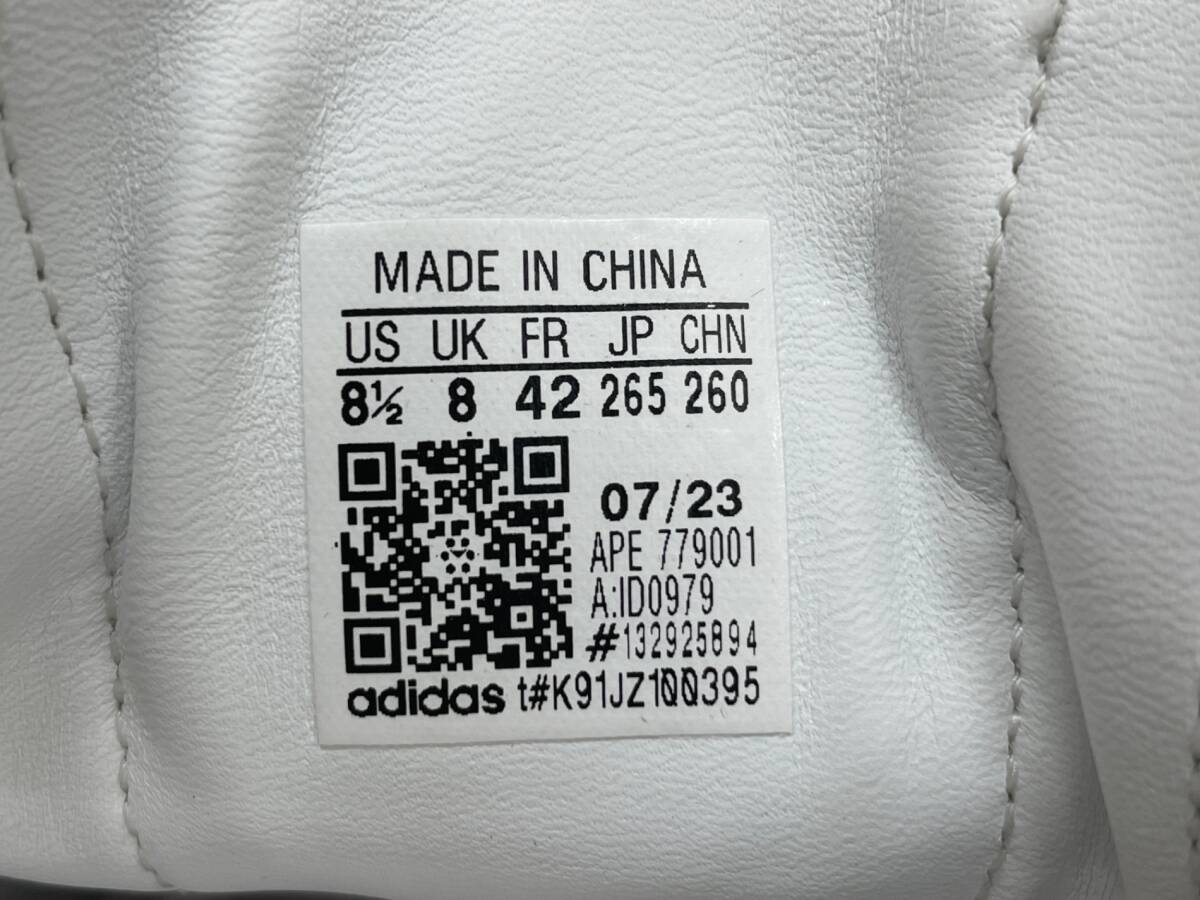 MADE IN CHINA
US UK FR JP CHN
8½ 8 42 265 260
07/23
APE 779001
A:ID0979
#132925894
adidas t#K91JZ100395